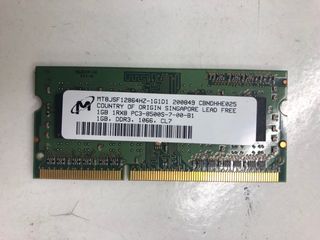 MT8JSF12864HZ-1G1D1 200849 CBNDHHE025
COUNTRY OF ORIGIN SINGAPORE LEAD FREE
1GB 1RX8 PC3-8500S-7-00-B1
1GB, DDR3, 1066, CL7